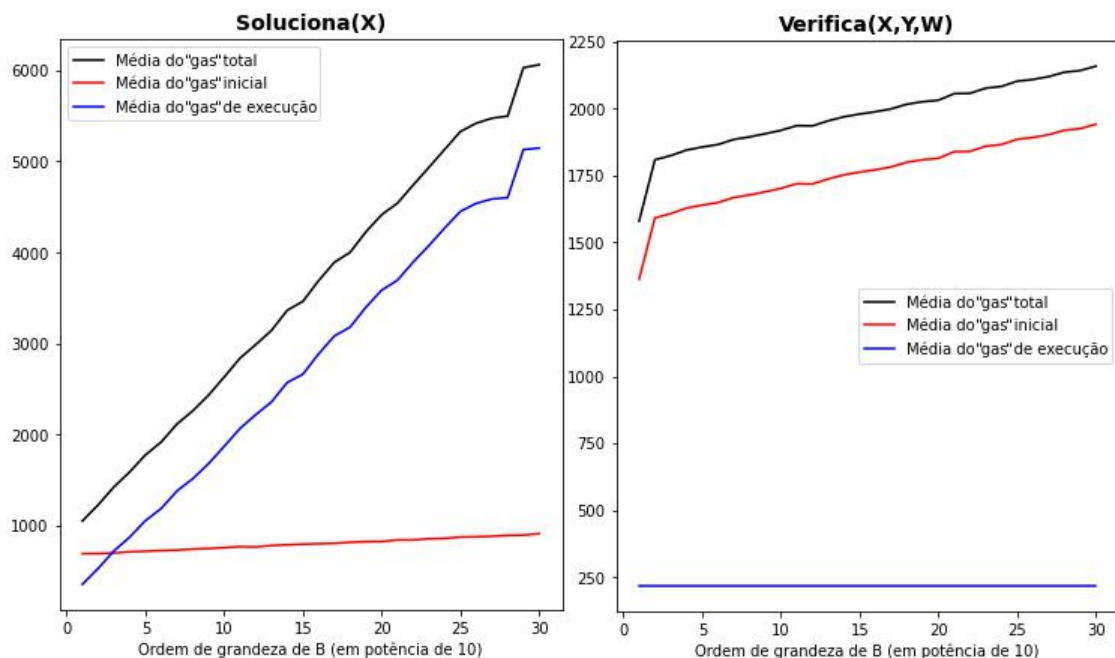 Soluciona(X)
Média do"gas"total
Média do"gas"inicial
Média do"gas"de execução
6000
5000
4000
3000
2000
1000
0 5 10 15 20 25 30
Ordem de grandeza de B (em potência de 10)
Verifica(X,Y,W)
2250
2000
1750
1500
1250
1000
750
500
250
Média do"gas"total
Média do"gas"inicial
Média do"gas"de execução
0 5 10 15 20 25 30
Ordem de grandeza de B (em potência de 10)